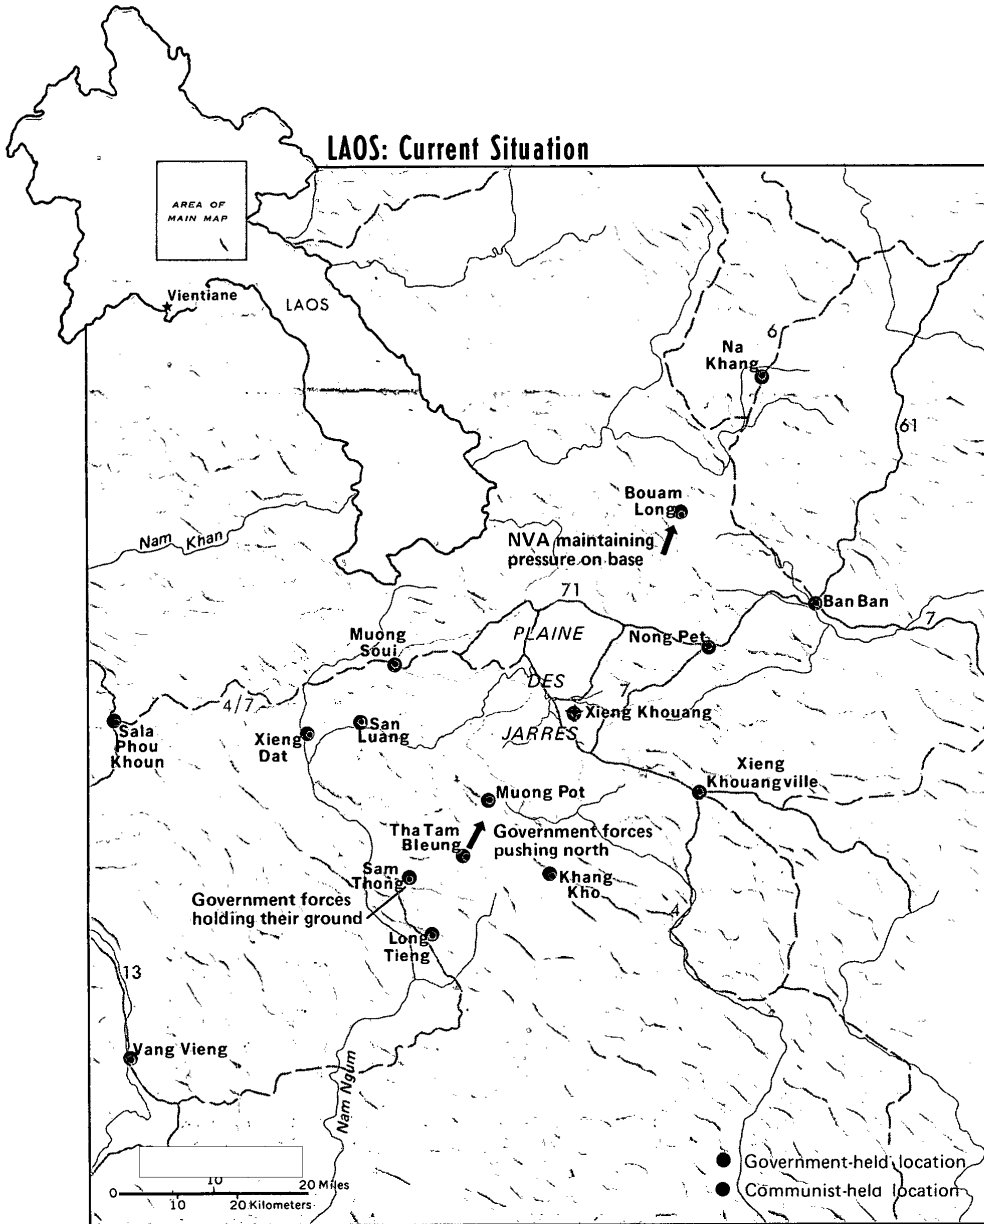 LAOS: Current Situation
AREA OF
MAIN MAP
Vientiane
LAOS
6
Na
Khang
61
Bouam
Long
NVA maintaining
pressure on base
Nam Khan
71
Ban Ban
7
PLAINE
DES
JARRES
Nong Pet
Muong
Soui
7
4/7
Xieng Khouang
Sala
Phou
Khoun
Xieng
Dat
San
Luang
Xieng
Khouangville
Muong Pot
Tha Tam
Bleung
Government forces
pushing north
Sam
Thong
Khang
Kho
Government forces
holding their ground
4
Long
Tieng
13
Vang Vieng
Nam Ngum
Government-held location
Communist-held location
0 10 20 Miles
10 20 Kilometers